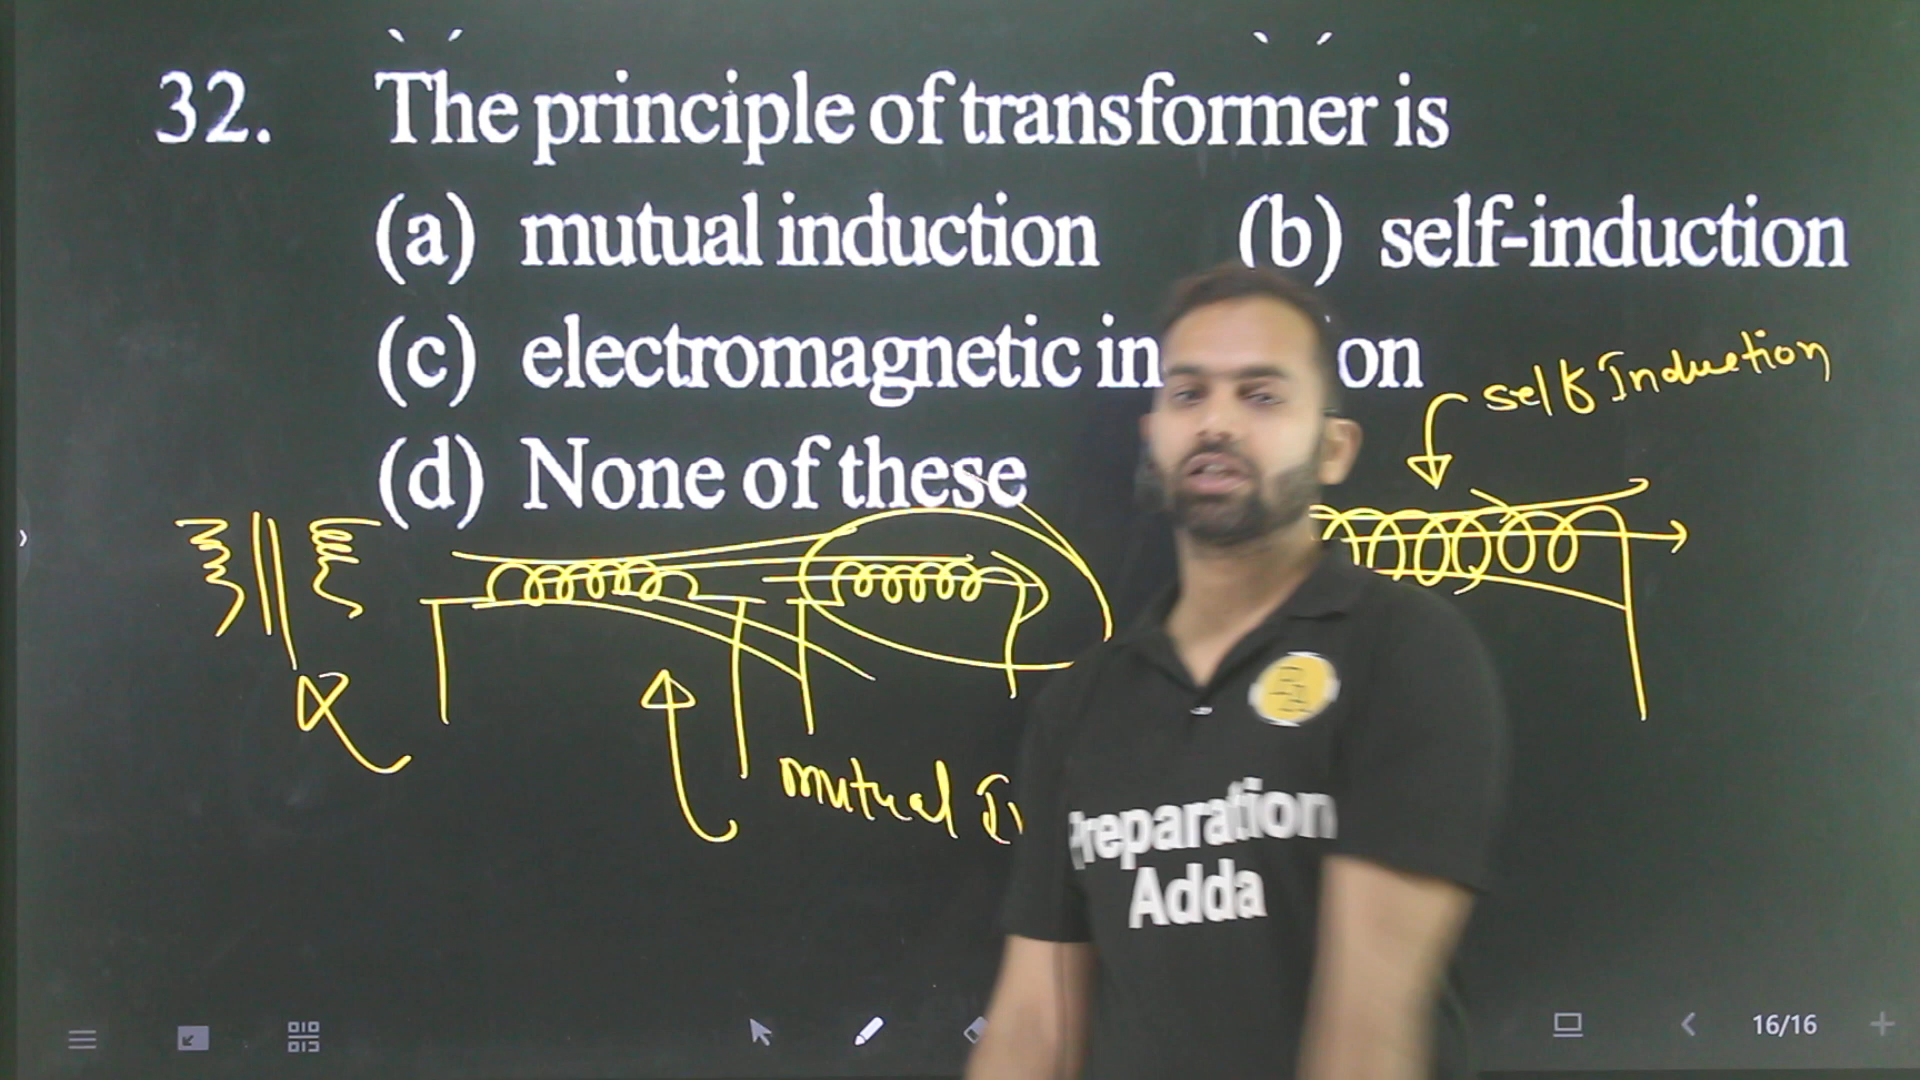 32. The principle of transformer is
(a) mutual induction (b) self-induction
(c) electromagnetic in on
(d) None of these
self Induction
mutual I
Preparation
Adda
16/16